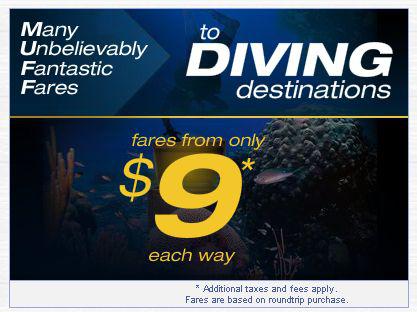 Many
Unbelievably
Fantastic
Fares
to
DIVING
destinations
fares from only
$9*
each way
* Additional taxes and fees apply.
Fares are based on roundtrip purchase.